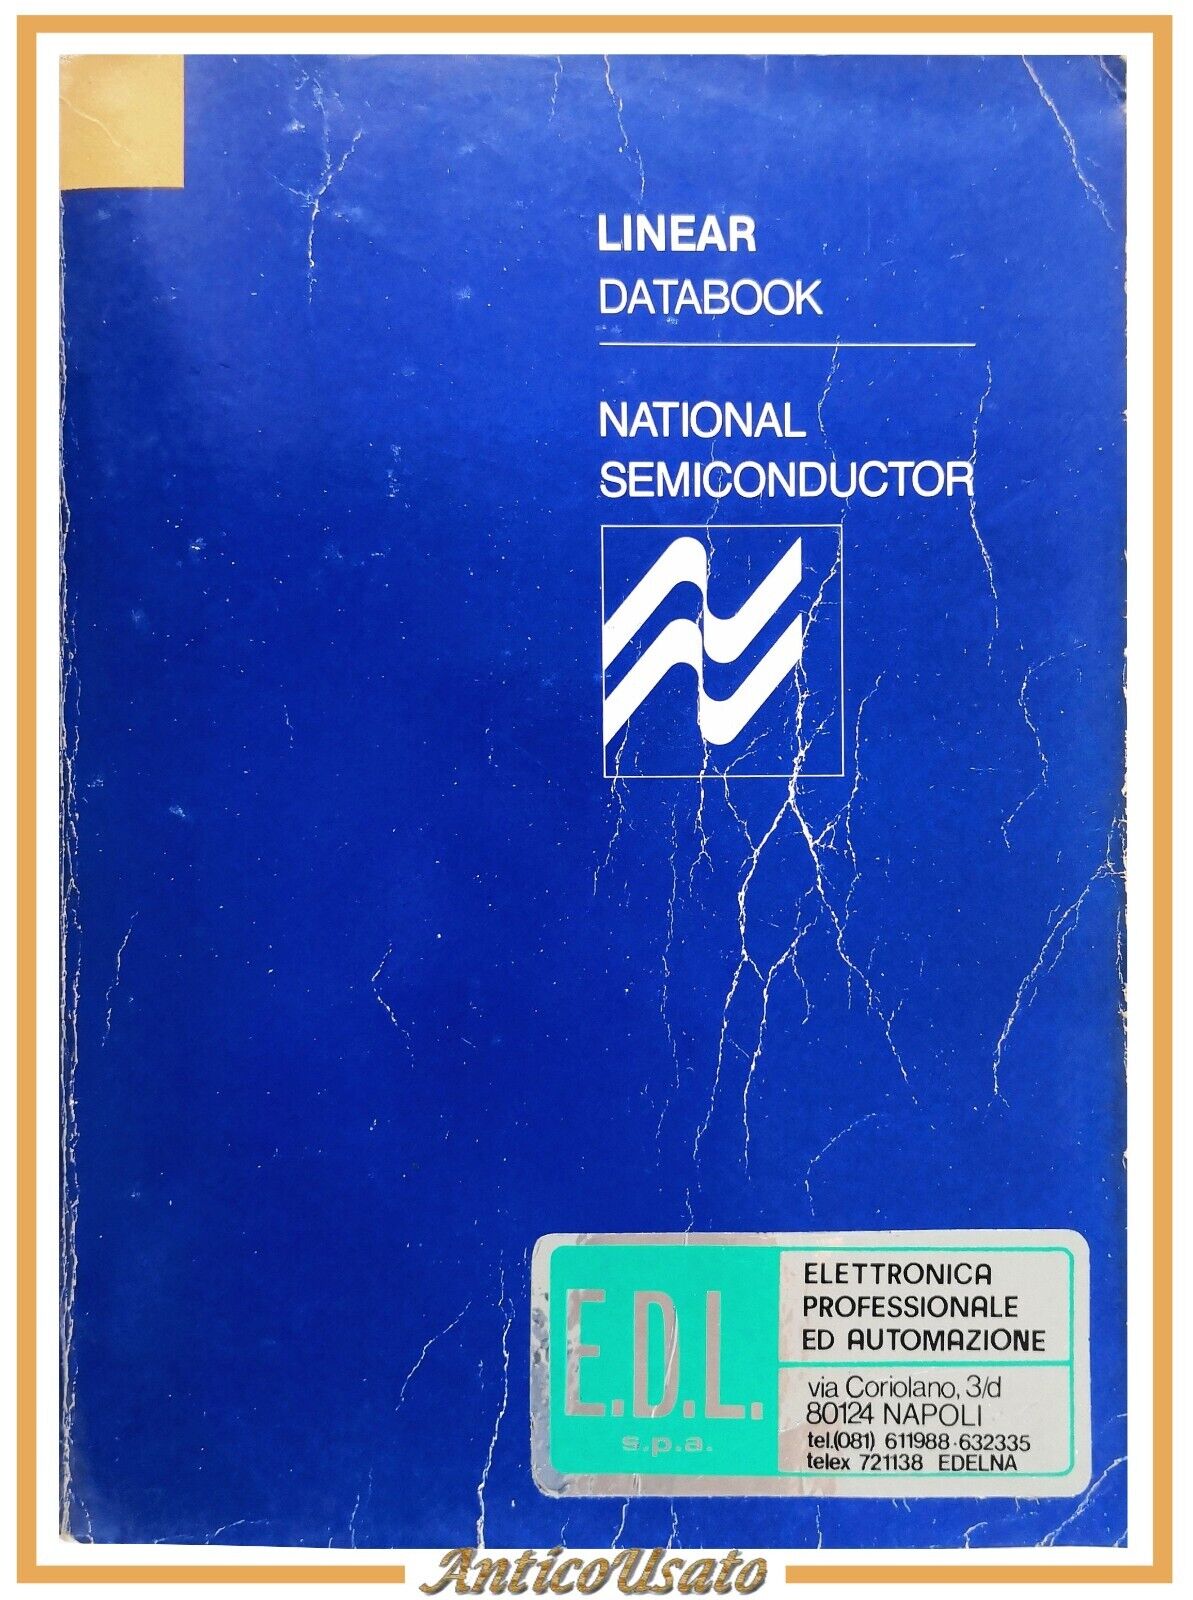 LINEAR
DATABOOK
NATIONAL
SEMICONDUCTOR
E.D.L.
s.p.a.
ELETTRONICA
PROFESSIONALE
ED AUTOMAZIONE
via Coriolano, 3/d
80124 NAPOLI
tel.(081) 611988-632335
telex 721138 EDELNA
AnticoUsato